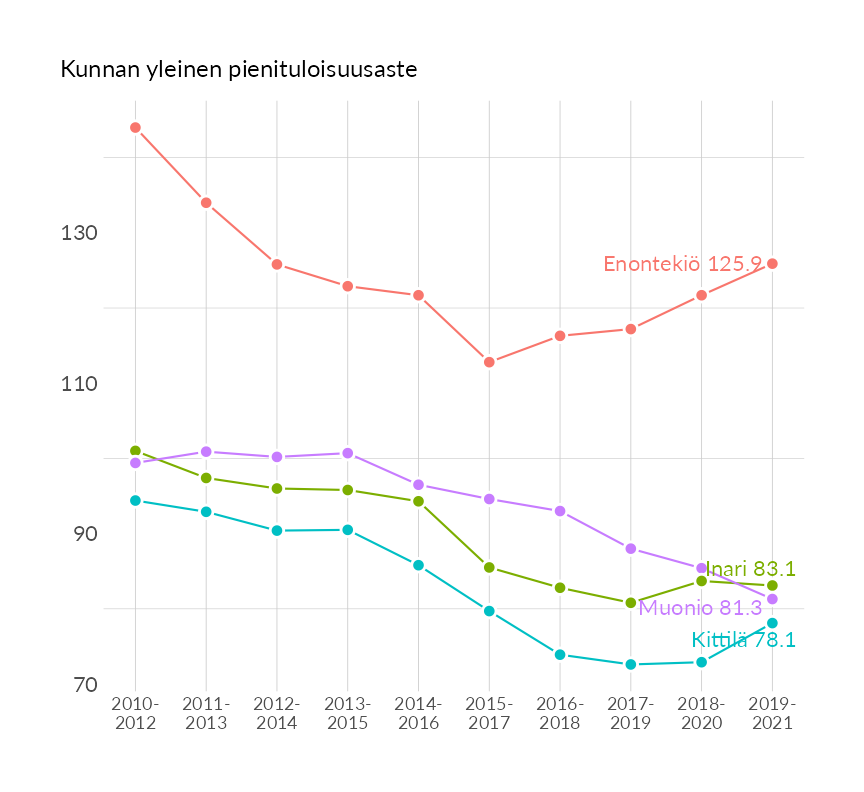 Kunnan yleinen pienituloisuusaste
130
Enontekiö 125.9
110
90
Inari 83.1
Muonio 81.3
Kittilä 78.1
70
2010- 2011- 2012- 2013- 2014- 2015- 2016- 2017- 2018- 2019-
2012 2013 2014 2015 2016 2017 2018 2019 2020 2021